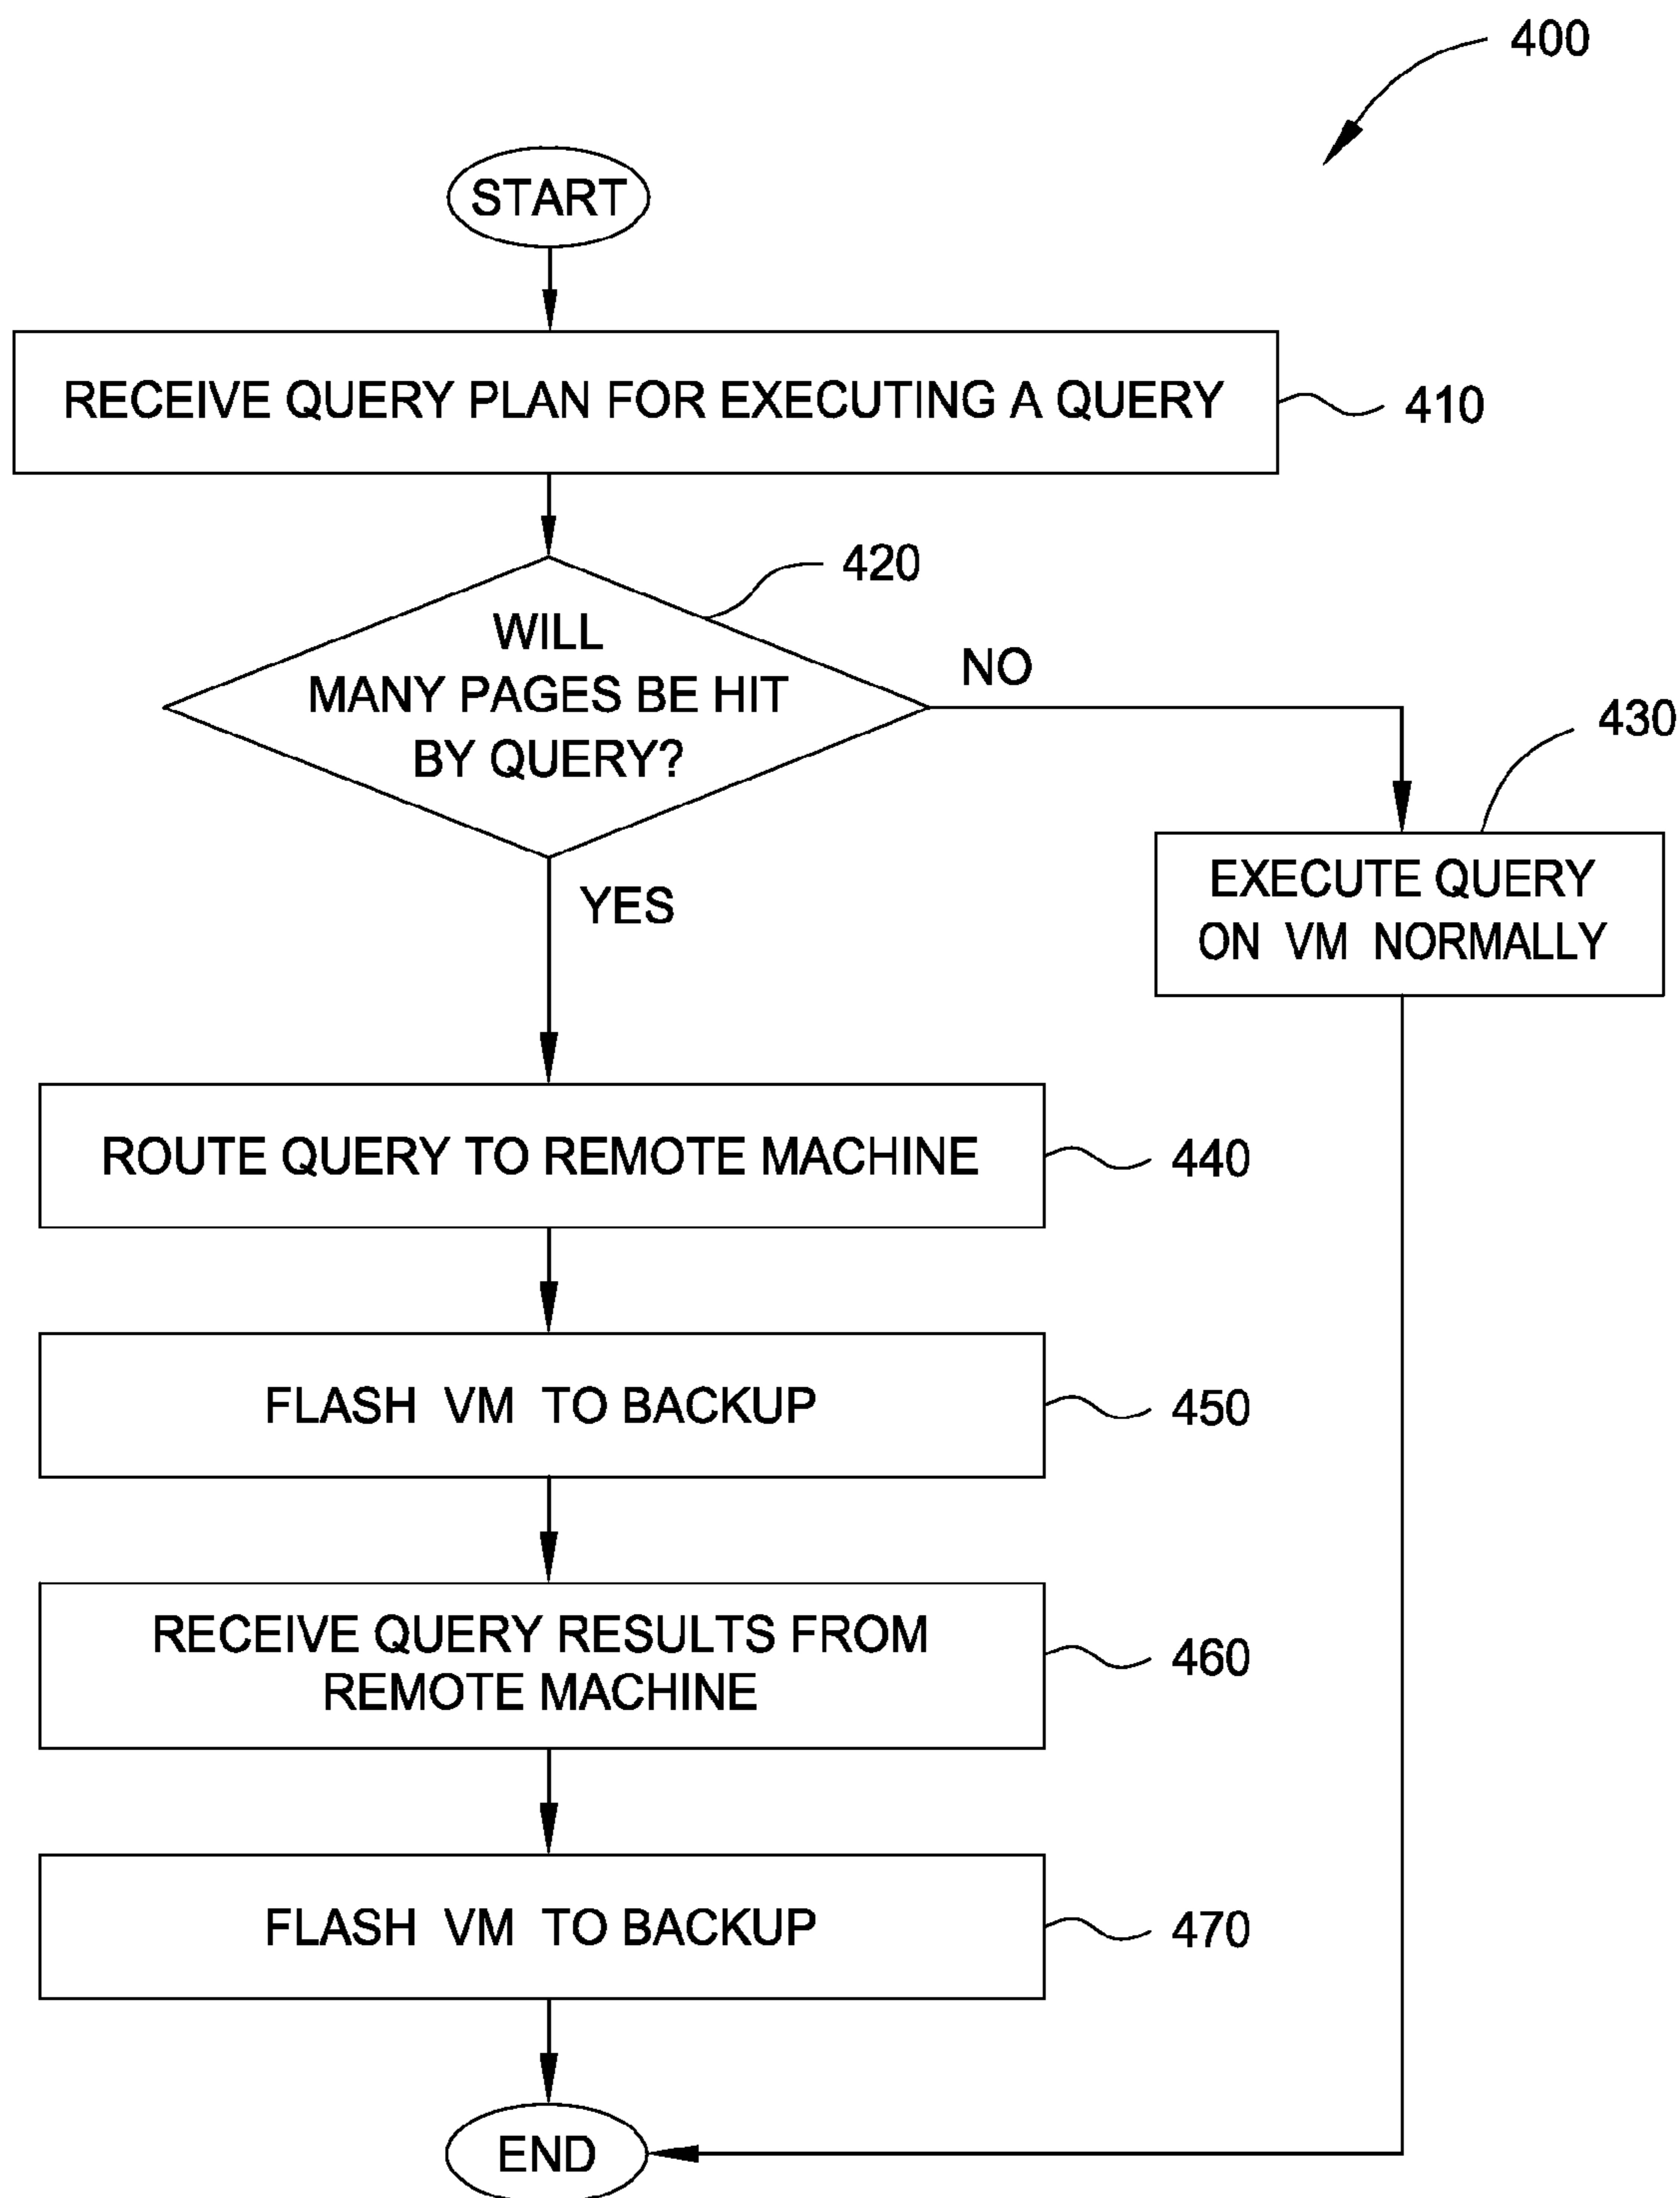 400
START
RECEIVE QUERY PLAN FOR EXECUTING A QUERY
410
420
WILL
MANY PAGES BE HIT
BY QUERY?
NO
430
EXECUTE QUERY
ON VM NORMALLY
YES
ROUTE QUERY TO REMOTE MACHINE
440
FLASH VM TO BACKUP
450
RECEIVE QUERY RESULTS FROM
REMOTE MACHINE
460
FLASH VM TO BACKUP
470
END